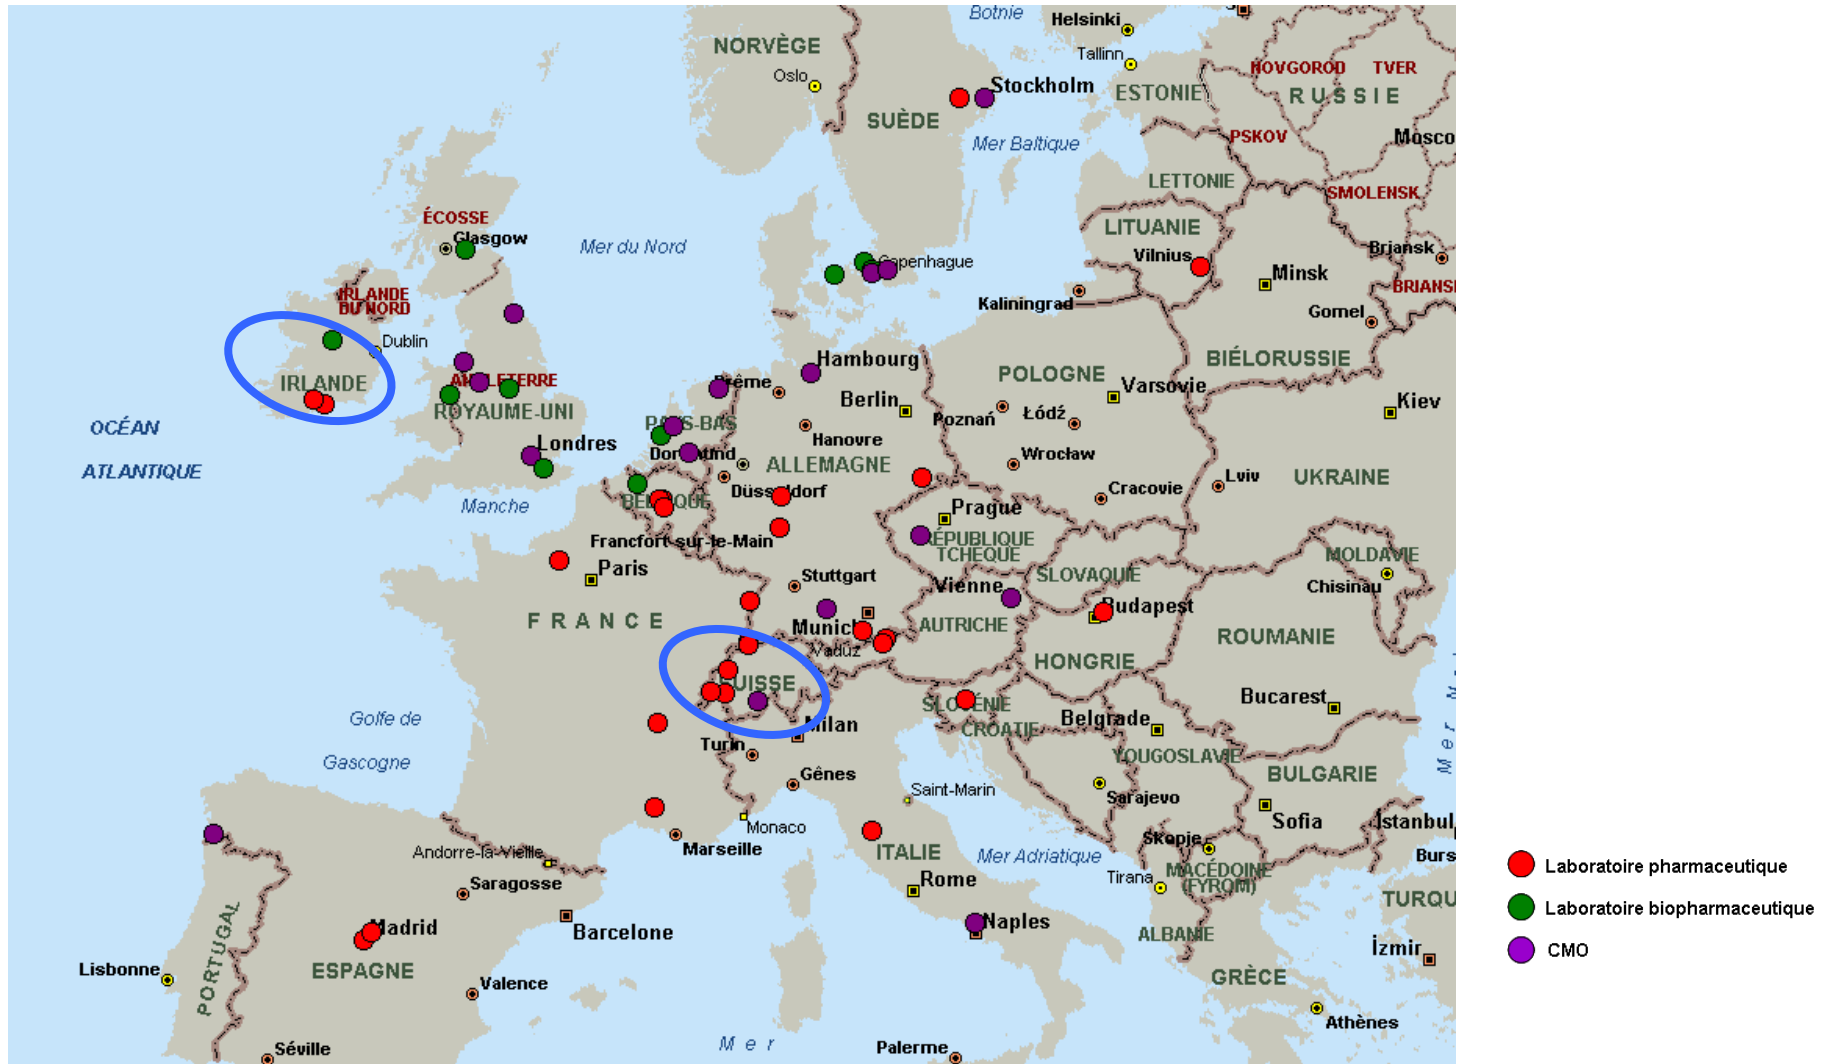 Botnie
Helsinki
NORVÈGE
Oslo
Tallinn
NOVGOROD
TVER
Stockholm
ESTONIE
RUSSIE
SUÈDE
PSKOV
Mosco
Mer Baltique
LETTONIE
SMOLENSK
ÉCOSSE
Glasgow
Mer du Nord
LITUANIE
Vilnius
Briansk
Copenhague
Minsk
BRIANSK
IRLANDE
DU NORD
Kaliningrad
Gomel
Dublin
Hambourg
BIÉLORUSSIE
IRLANDE
ANGLETERRE
ROYAUME-UNI
Brême
Berlin
POLOGNE
Varsovie
Poznań
Łódź
Kiev
OCÉAN
ATLANTIQUE
PAYS-BAS
Hanovre
Londres
Dortmund
ALLEMAGNE
Wrocław
Lviv
UKRAINE
Manche
BELGIQUE
Düsseldorf
Cracovie
Prague
Francfort-sur-le-Main
RÉPUBLIQUE
TCHÈQUE
MOLDAVIE
Paris
Stuttgart
SLOVAQUIE
Chisinau
Vienne
Budapest
FRANCE
Munich
AUTRICHE
ROUMANIE
Vaduz
HONGRIE
SUISSE
SLOVÉNIE
Bucarest
Golfe de
Gascogne
Milan
CROATIE
Belgrade
Turin
YOUGOSLAVIE
Gênes
BULGARIE
Saint-Marin
Sarajevo
Monaco
Sofia
İstanbul
Marseille
Skopje
Andorre-la-Vieille
ITALIE
Mer Adriatique
Burs
MACÉDOINE
(FYROM)
Tirana
Saragosse
Rome
TURQU
Madrid
Barcelone
Naples
ALBANIE
PORTUGAL
Lisbonne
ESPAGNE
İzmir
GRÈCE
Valence
Athènes
Séville
Mer
Palerme
Mer
Laboratoire pharmaceutique
Laboratoire biopharmaceutique
CMO